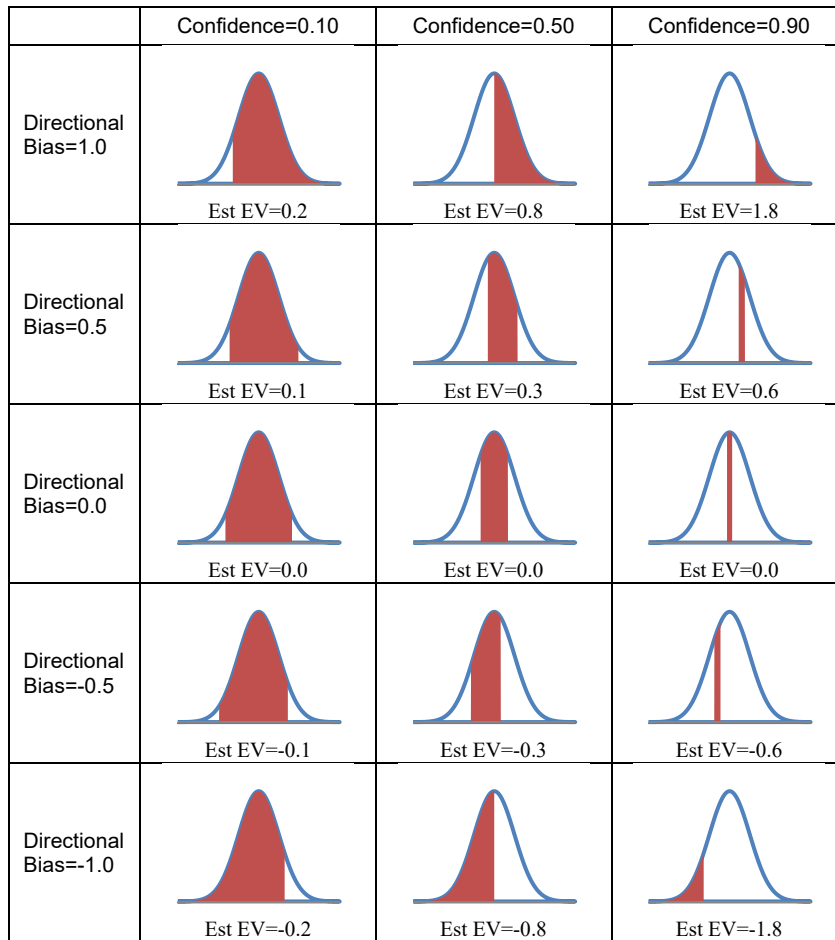 Confidence=0.10 Confidence=0.50 Confidence=0.90
Directional
Bias=1.0
Est EV=0.2 Est EV=0.8 Est EV=1.8
Directional
Bias=0.5
Est EV=0.1 Est EV=0.3 Est EV=0.6
Directional
Bias=0.0
Est EV=0.0 Est EV=0.0 Est EV=0.0
Directional
Bias=-0.5
Est EV=-0.1 Est EV=-0.3 Est EV=-0.6
Directional
Bias=-1.0
Est EV=-0.2 Est EV=-0.8 Est EV=-1.8